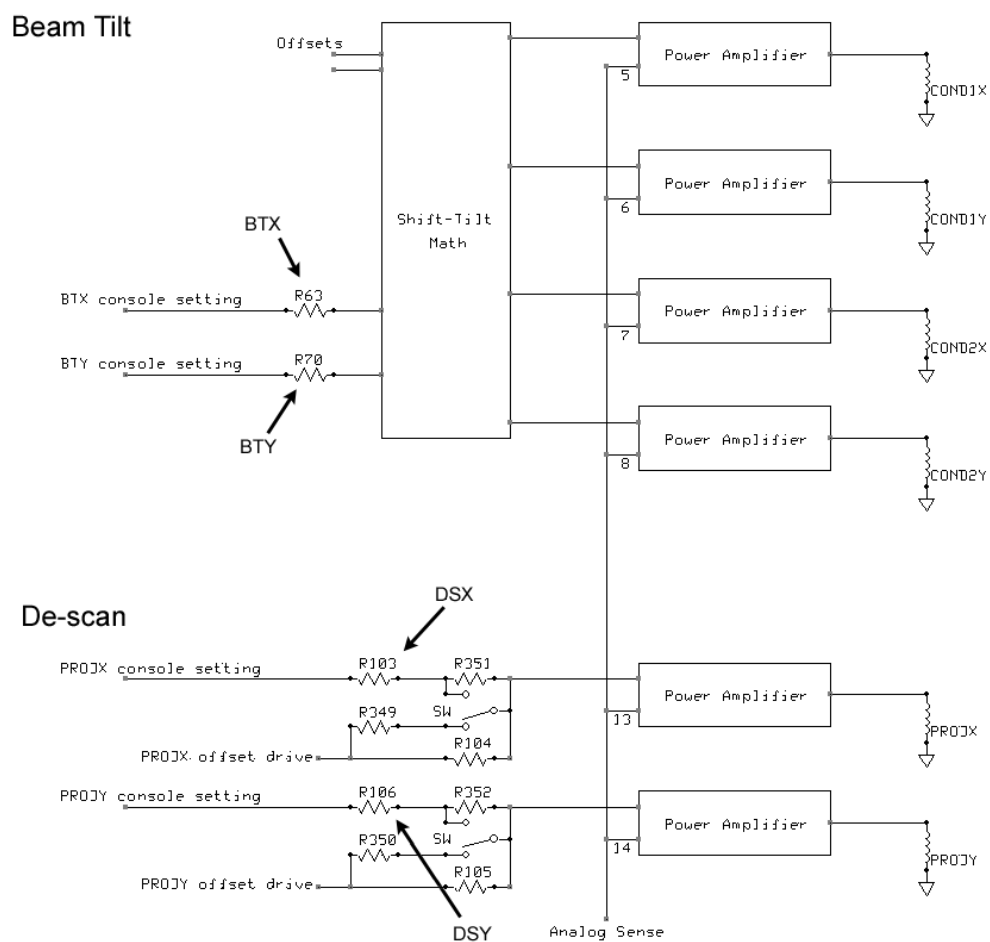 Beam Tilt
Offsets
Power Amplifier
5
COND1X
Power Amplifier
6
COND1Y
Shift-Tilt
Math
BTX
R63
BTX console setting
Power Amplifier
7
COND2X
R70
BTY console setting
BTY
Power Amplifier
8
COND2Y
De-scan
DSX
PROJX console setting
R103
R351
R349
SW
R104
PROJX offset drive
Power Amplifier
13
PROJX
PROJY console setting
R106
R352
R350
SW
R105
PROJY offset drive
Power Amplifier
14
PROJY
DSY
Analog Sense